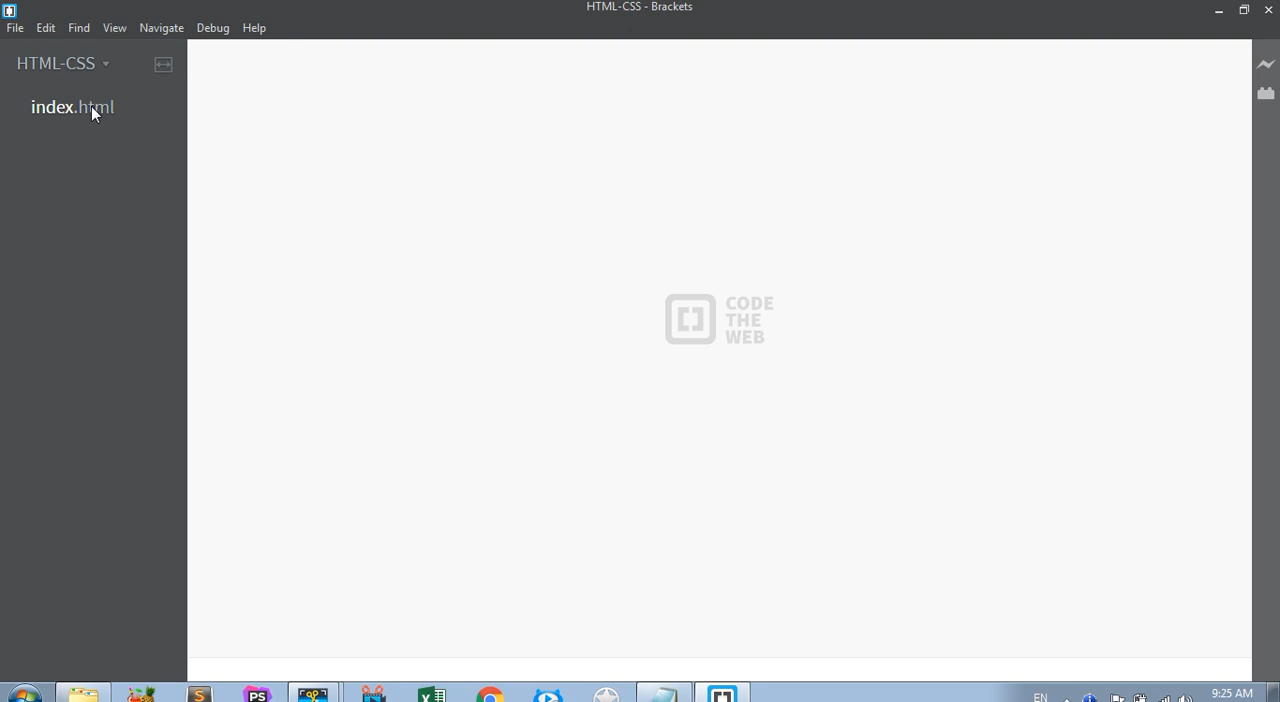 HTML-CSS - Brackets
File Edit Find View Navigate Debug Help
HTML-CSS
index.html
CODE
THE
WEB
S PS
EN 9:25 AM